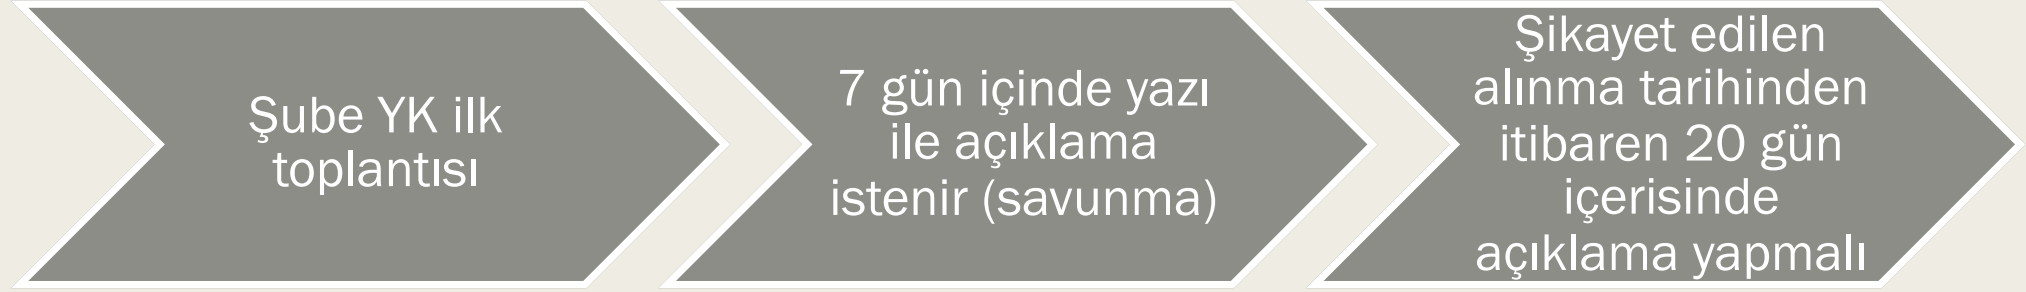 Şube YK ilk
toplantısı
7 gün içinde yazı
ile açıklama
istenir (savunma)
Şikayet edilen
alınma tarihinden
itibaren 20 gün
içerisinde
açıklama yapmalı